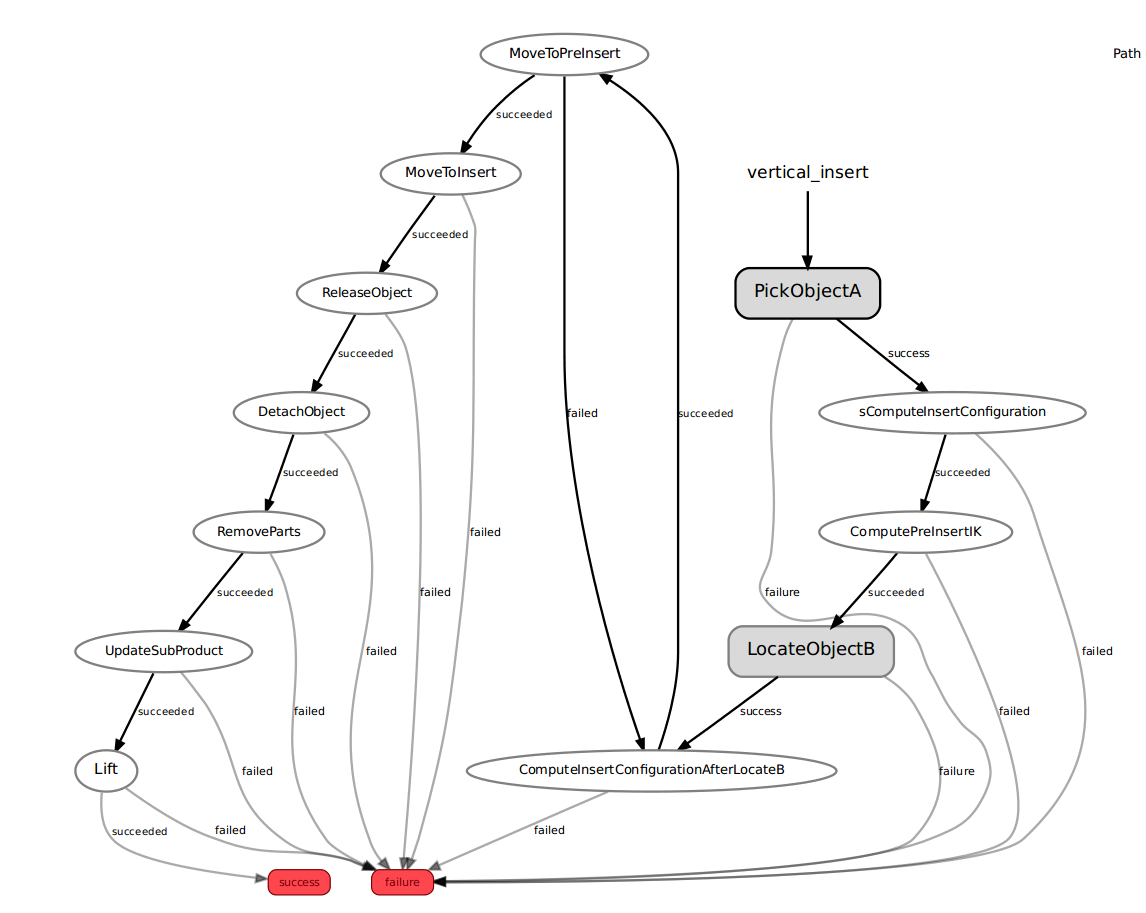 MoveToPreInsert
Path
succeeded
MoveToInsert
vertical_insert
succeeded
ReleaseObject
PickObjectA
succeeded
success
DetachObject
failed
succeeded
sComputeInsertConfiguration
succeeded
succeeded
RemoveParts
failed
ComputePreInsertIK
succeeded
failed
failure
succeeded
UpdateSubProduct
failed
LocateObjectB
failed
succeeded
failed
success
failed
Lift
failed
ComputeInsertConfigurationAfterLocateB
failure
succeeded
failed
failed
success
failure